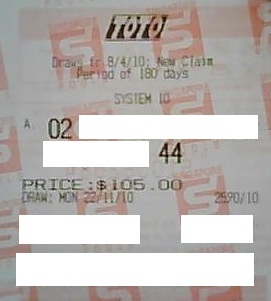 TOTO
Draws fr 8/4/10: New Claim
Period of 180 days
SYSTEM 10
A. 02
44
PRICE:$105.00
DRAW: MON 22/11/10 2690/10